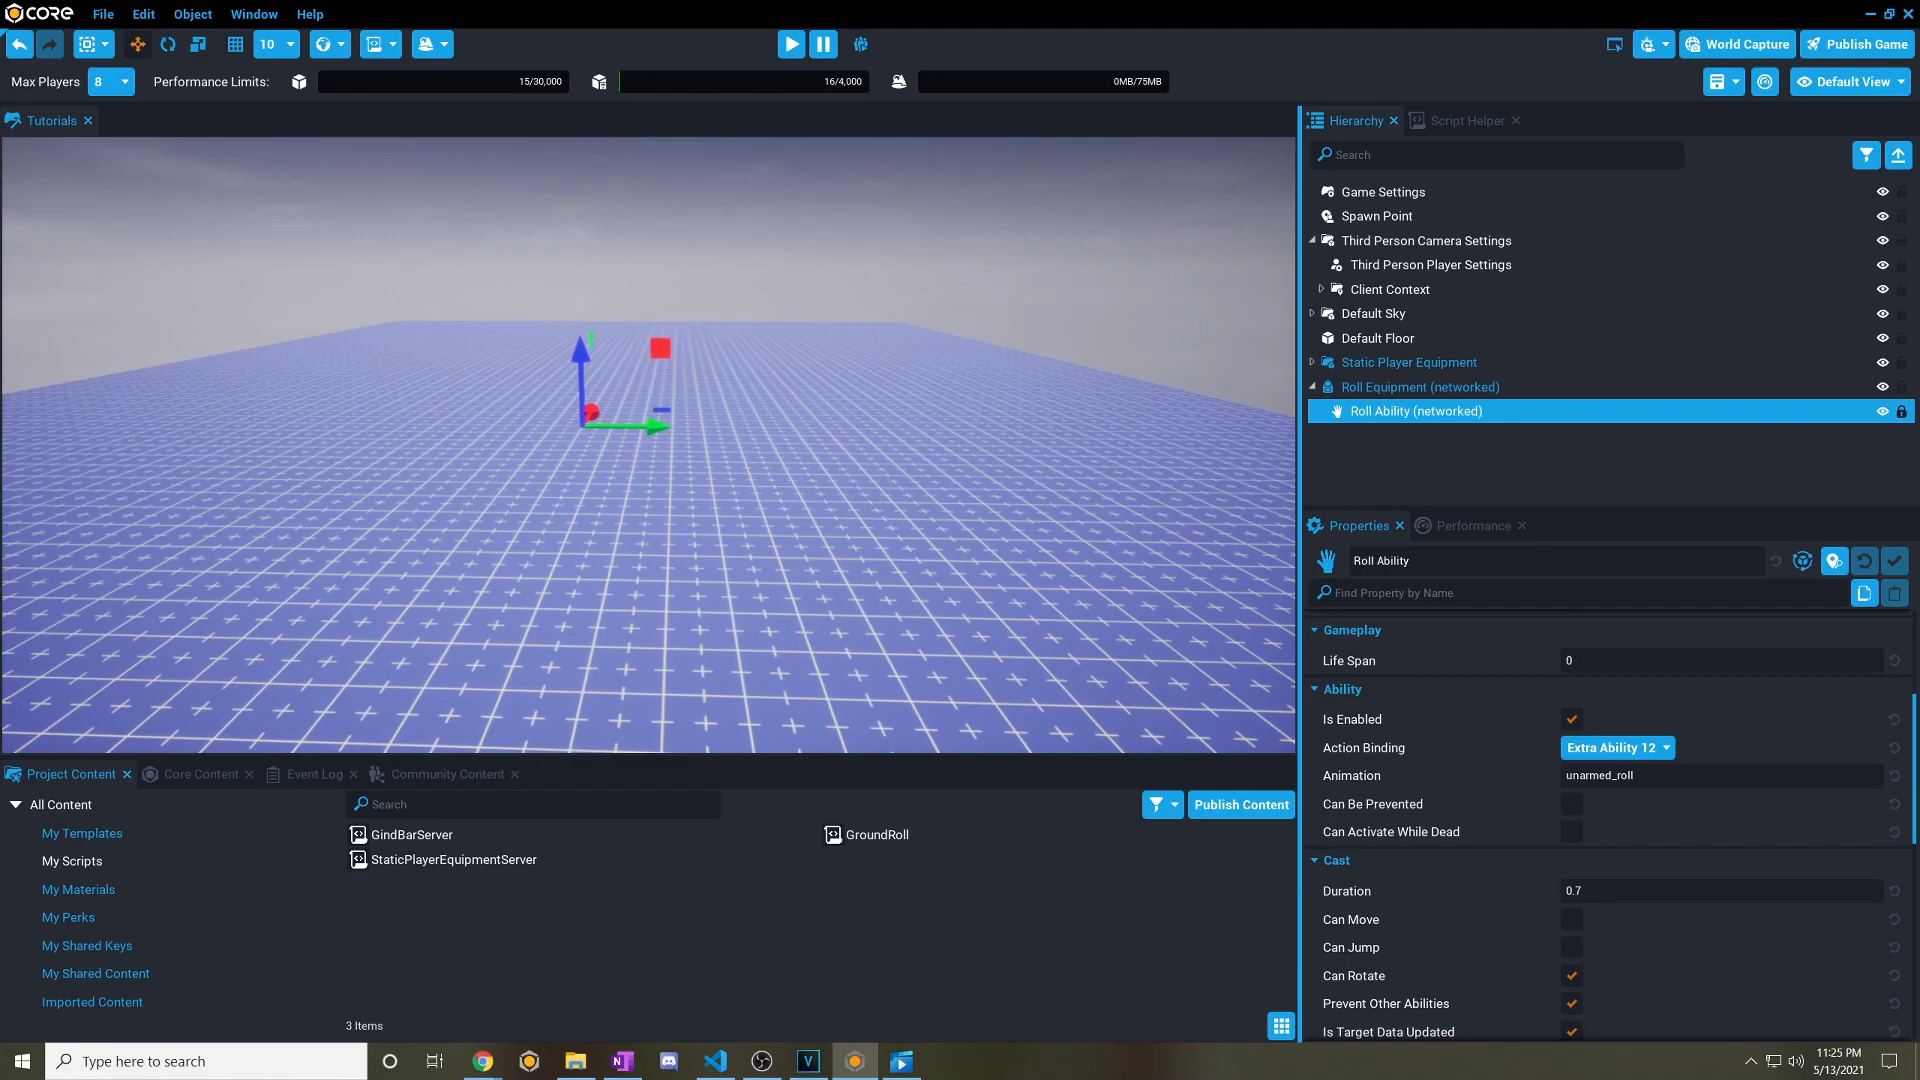 CORE File Edit Object Window Help
10 World Capture Publish Game
Max Players 8 Performance Limits: 15/30,000 16/4,000 0MB/75MB Default View
Tutorials
Hierarchy Script Helper
Search
Game Settings
Spawn Point
Third Person Camera Settings
Third Person Player Settings
Client Context
Default Sky
Default Floor
Static Player Equipment
Roll Equipment (networked)
Roll Ability (networked)
Properties Performance
Roll Ability
Find Property by Name
Gameplay
Life Span 0
Ability
Is Enabled
Action Binding Extra Ability 12
Animation unarmed_roll
Can Be Prevented
Can Activate While Dead
Cast
Duration 0.7
Can Move
Can Jump
Can Rotate
Prevent Other Abilities
Is Target Data Updated
Project Content Core Content Event Log Community Content
All Content Search Publish Content
My Templates
My Scripts
My Materials
My Perks
My Shared Keys
My Shared Content
Imported Content
GindBarServer GroundRoll
StaticPlayerEquipmentServer
3 Items
Type here to search
11:25 PM
5/13/2021